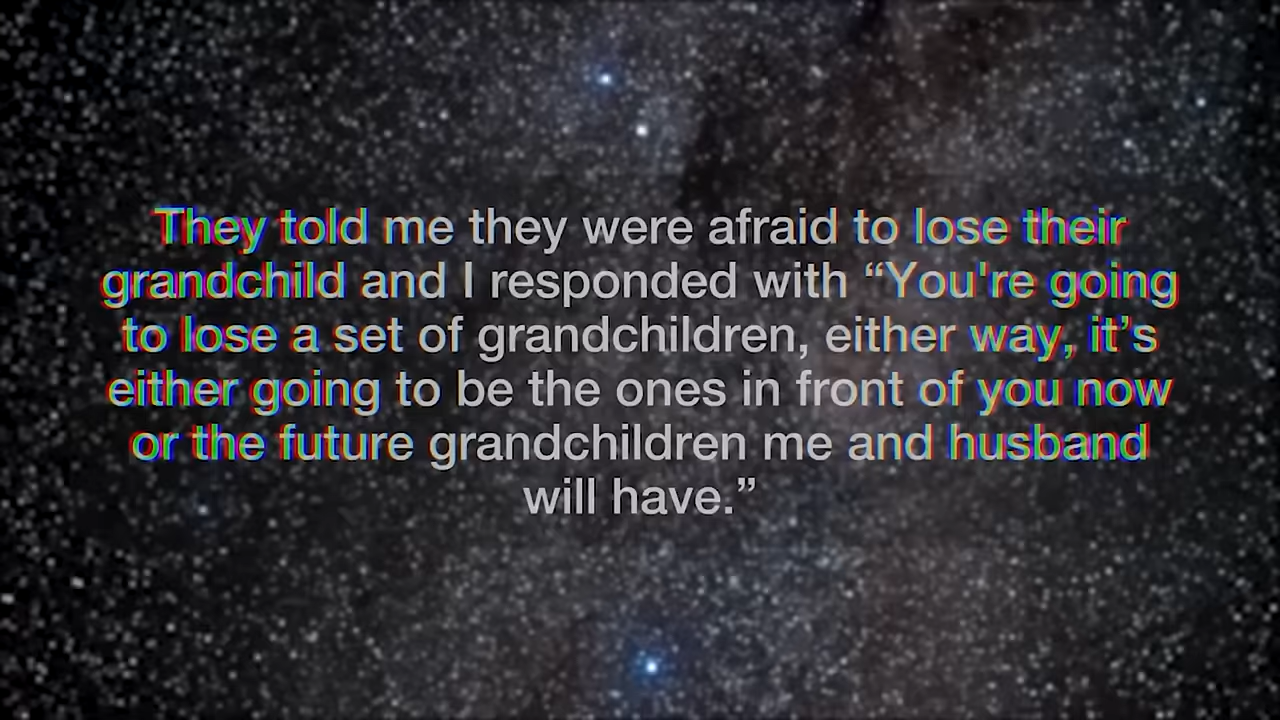 They told me they were afraid to lose their
grandchild and I responded with “You're going
to lose a set of grandchildren, either way, it’s
either going to be the ones in front of you now
or the future grandchildren me and husband
will have.”